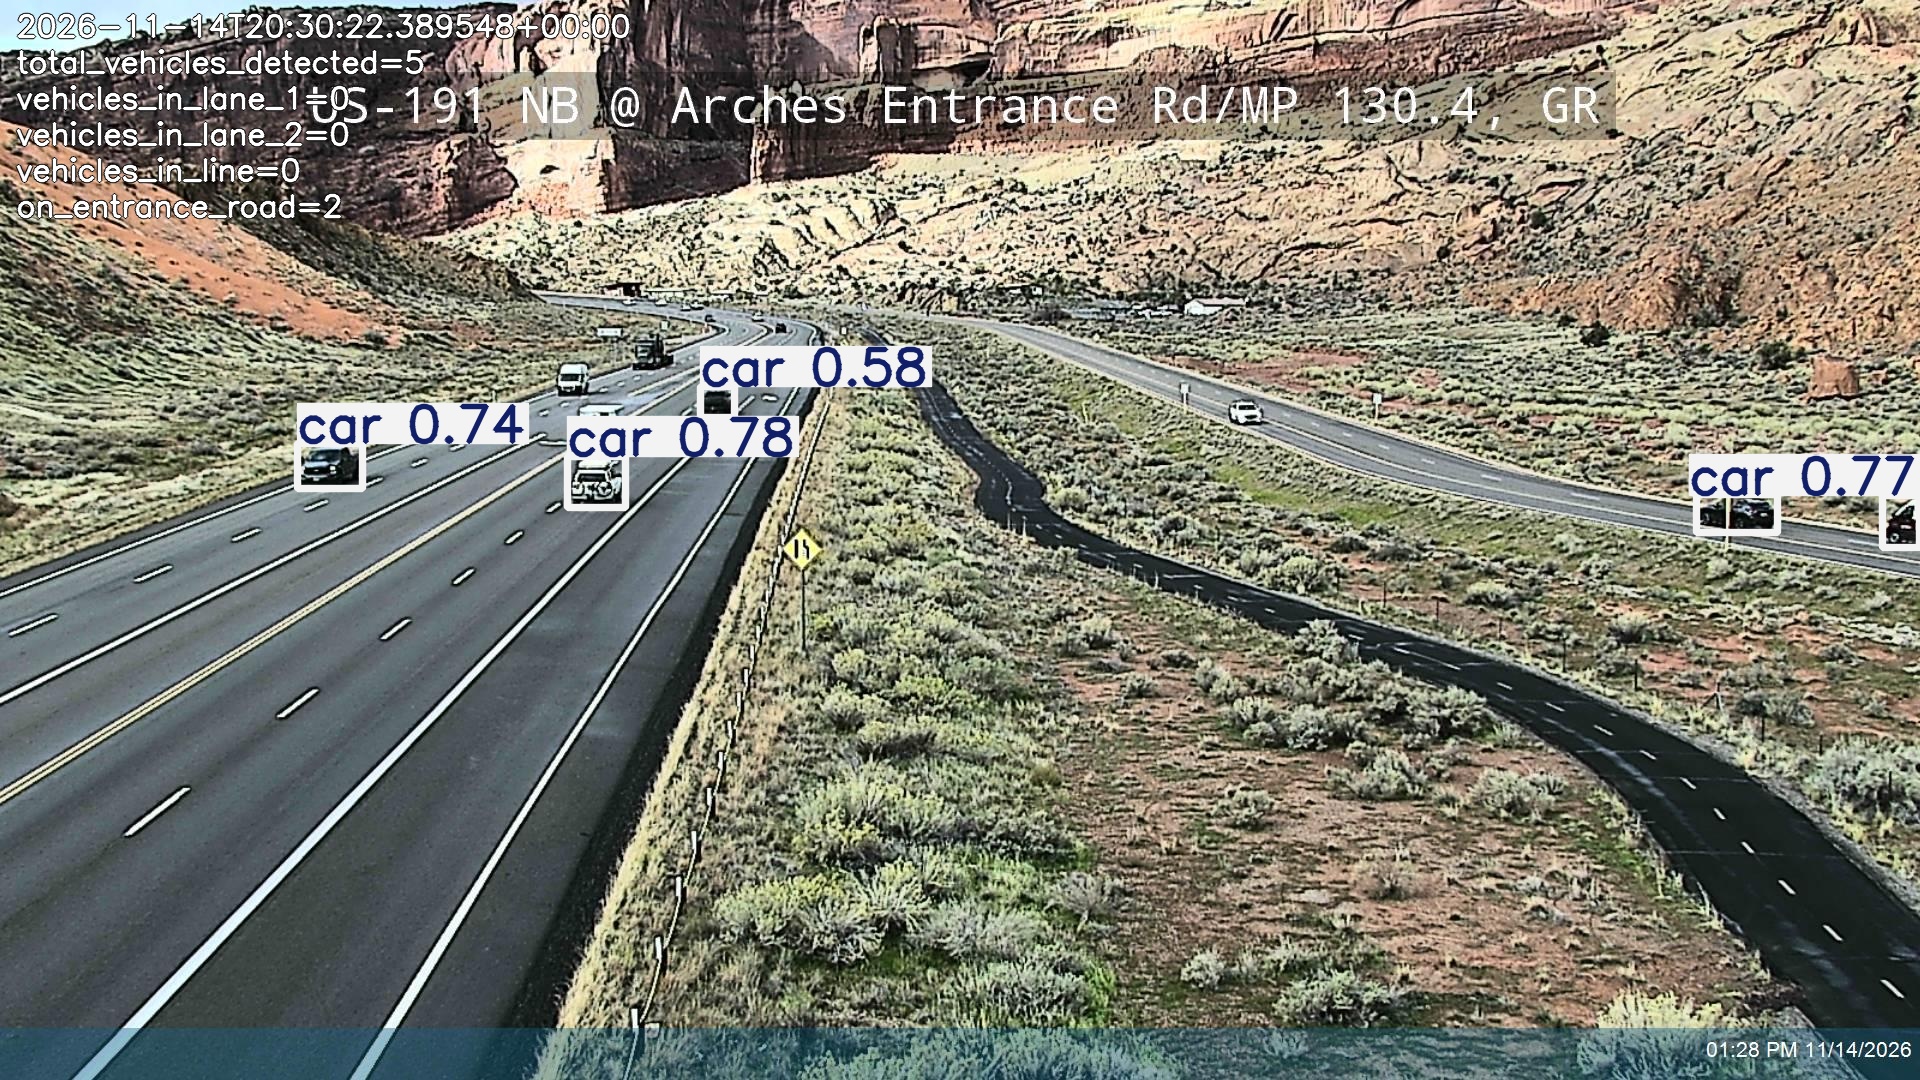 2026-11-14T20:30:22.389548+00:00
total_vehicles_detected=5
vehicles_in_lane_1=0
US-191 NB @ Arches Entrance Rd/MP 130.4, GR
vehicles_in_lane_2=0
vehicles_in_line=0
on_entrance_road=2
car 0.58
car 0.74
car 0.78
car 0.77
01:28 PM 11/14/2026